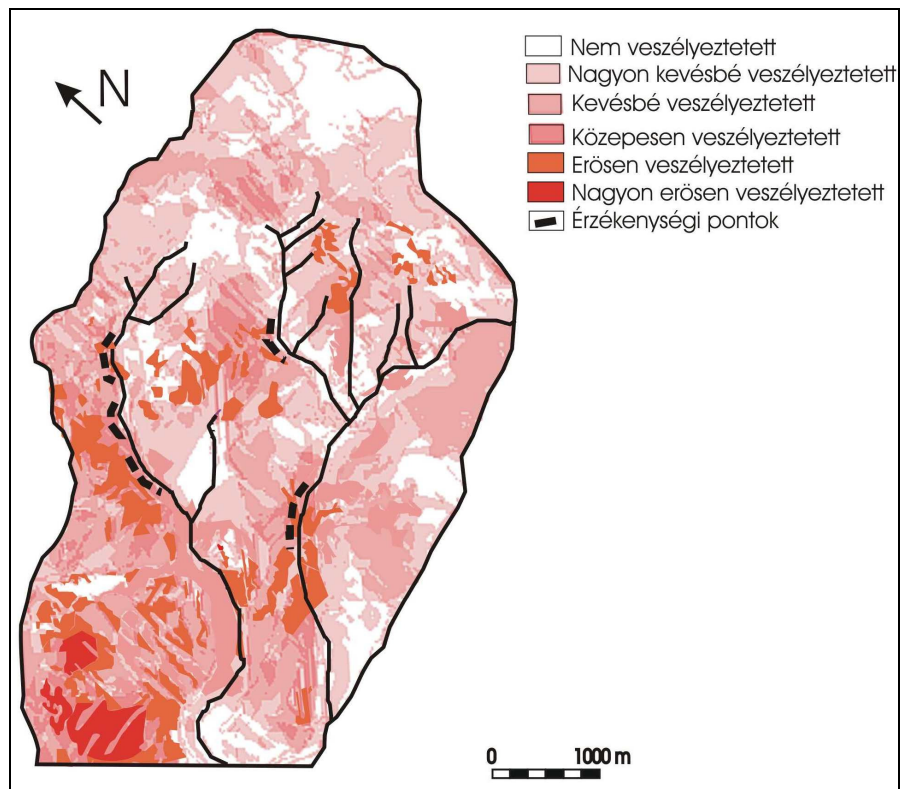 N
Nem veszélyeztetett
Nagyon kevésbé veszélyeztetett
Kevésbé veszélyeztetett
Közepesen veszélyeztetett
Erösen veszélyeztetett
Nagyon erösen veszélyeztetett
Érzékenységi pontok
0 1000 m